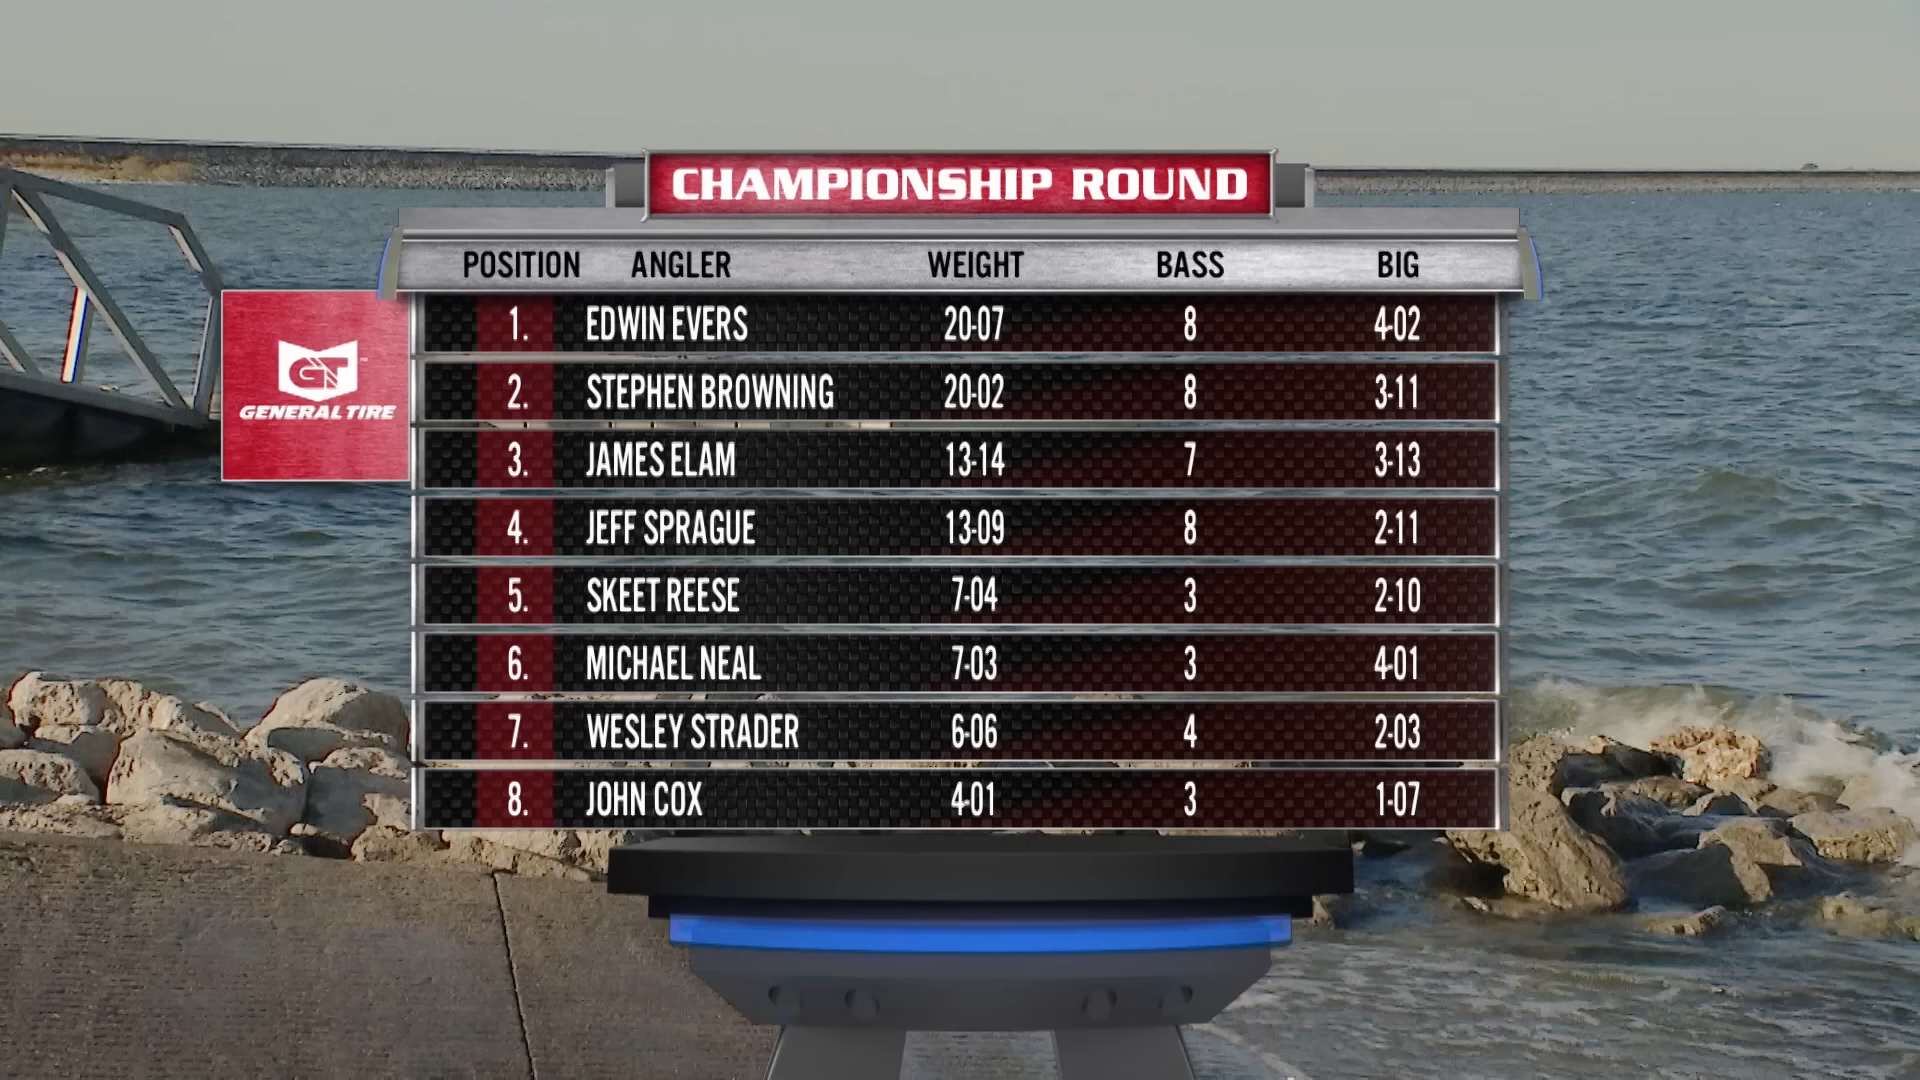 CHAMPIONSHIP ROUND
POSITION ANGLER WEIGHT BASS BIG
GT™
GENERAL TIRE
1. EDWIN EVERS 20-07 8 4-02
2. STEPHEN BROWNING 20-02 8 3-11
3. JAMES ELAM 13-14 7 3-13
4. JEFF SPRAGUE 13-09 8 2-11
5. SKEET REESE 7-04 3 2-10
6. MICHAEL NEAL 7-03 3 4-01
7. WESLEY STRADER 6-06 4 2-03
8. JOHN COX 4-01 3 1-07